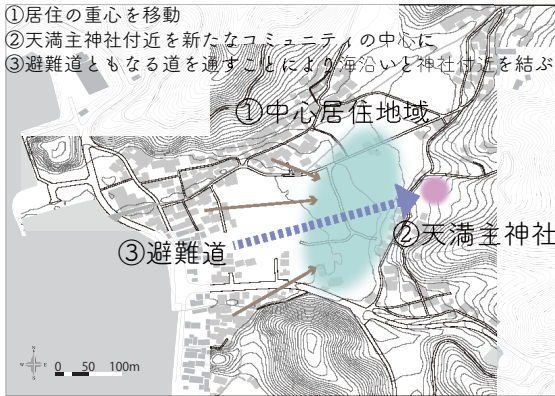 ①居住の重心を移動
②天満主神社付近を新たなコミュニティの中心に
③避難道ともなる道を通すことにより海沿いと神社付近を結ぶ
①中心居住地域
②天満主神社
③避難道
N
W E
S
0 50 100m